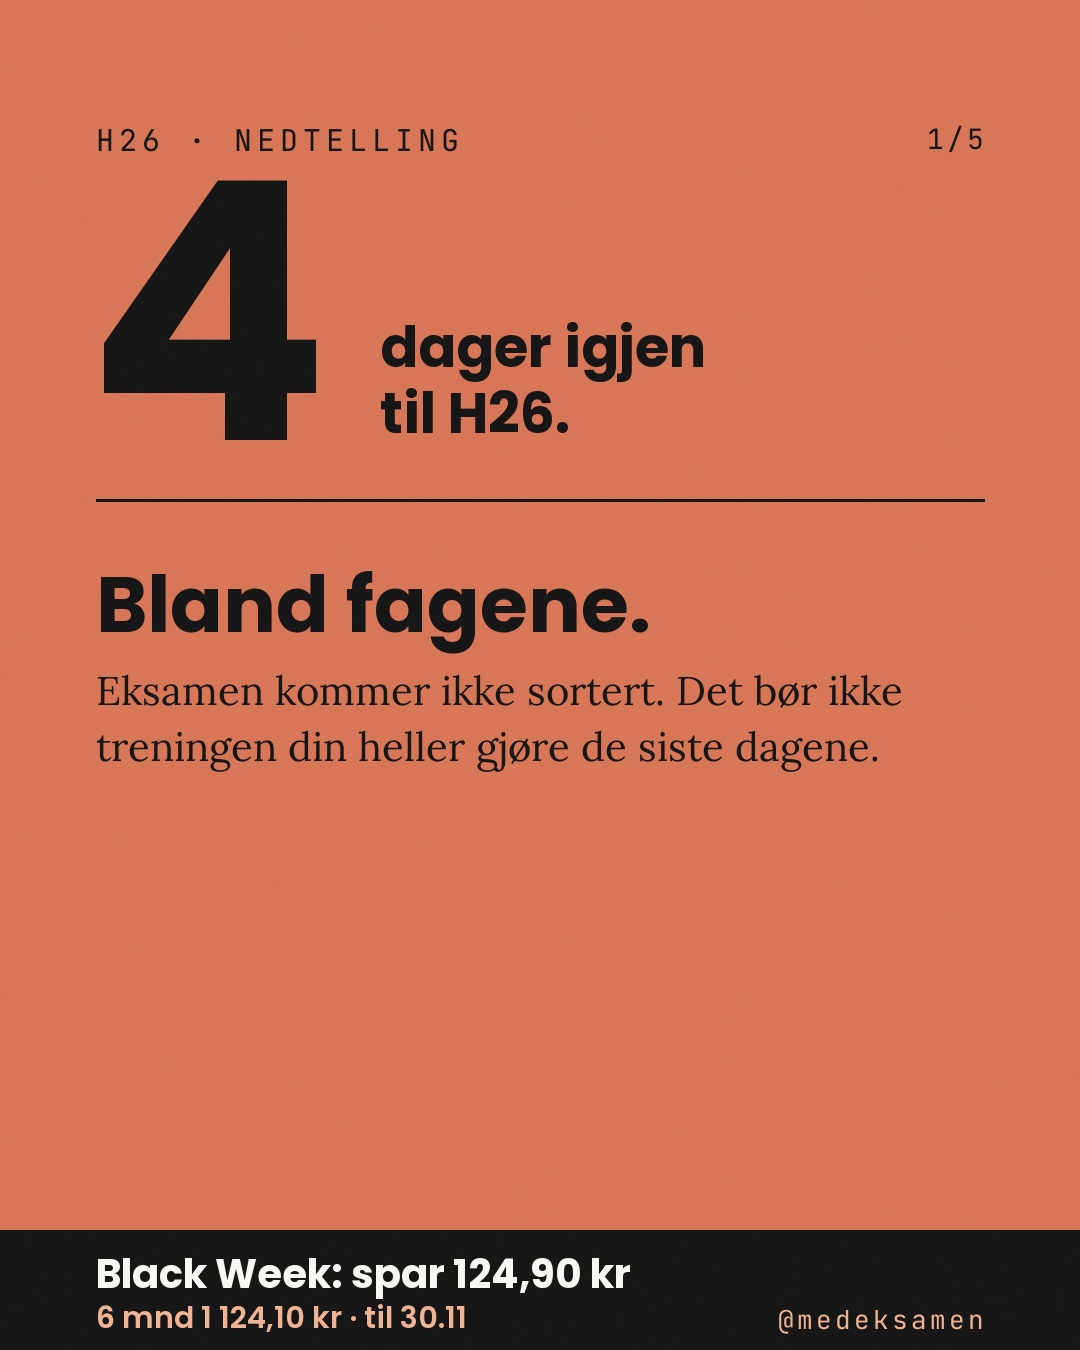 H26 · NEDTELLING
1/5
4
dager igjen
til H26.
Bland fagene.
Eksamen kommer ikke sortert. Det bør ikke
treningen din heller gjøre de siste dagene.
Black Week: spar 124,90 kr
6 mnd 1 124,10 kr · til 30.11
@medeksamen